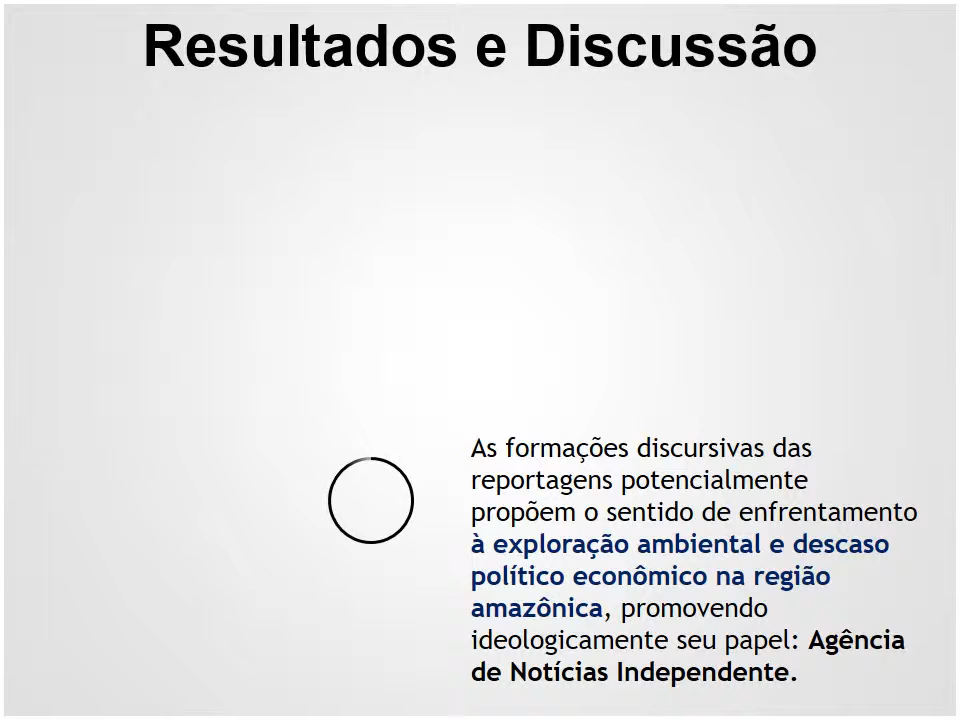 Resultados e Discussão
As formações discursivas das
reportagens potencialmente
propõem o sentido de enfrentamento
à exploração ambiental e descaso
político econômico na região
amazônica, promovendo
ideologicamente seu papel: Agência
de Notícias Independente.